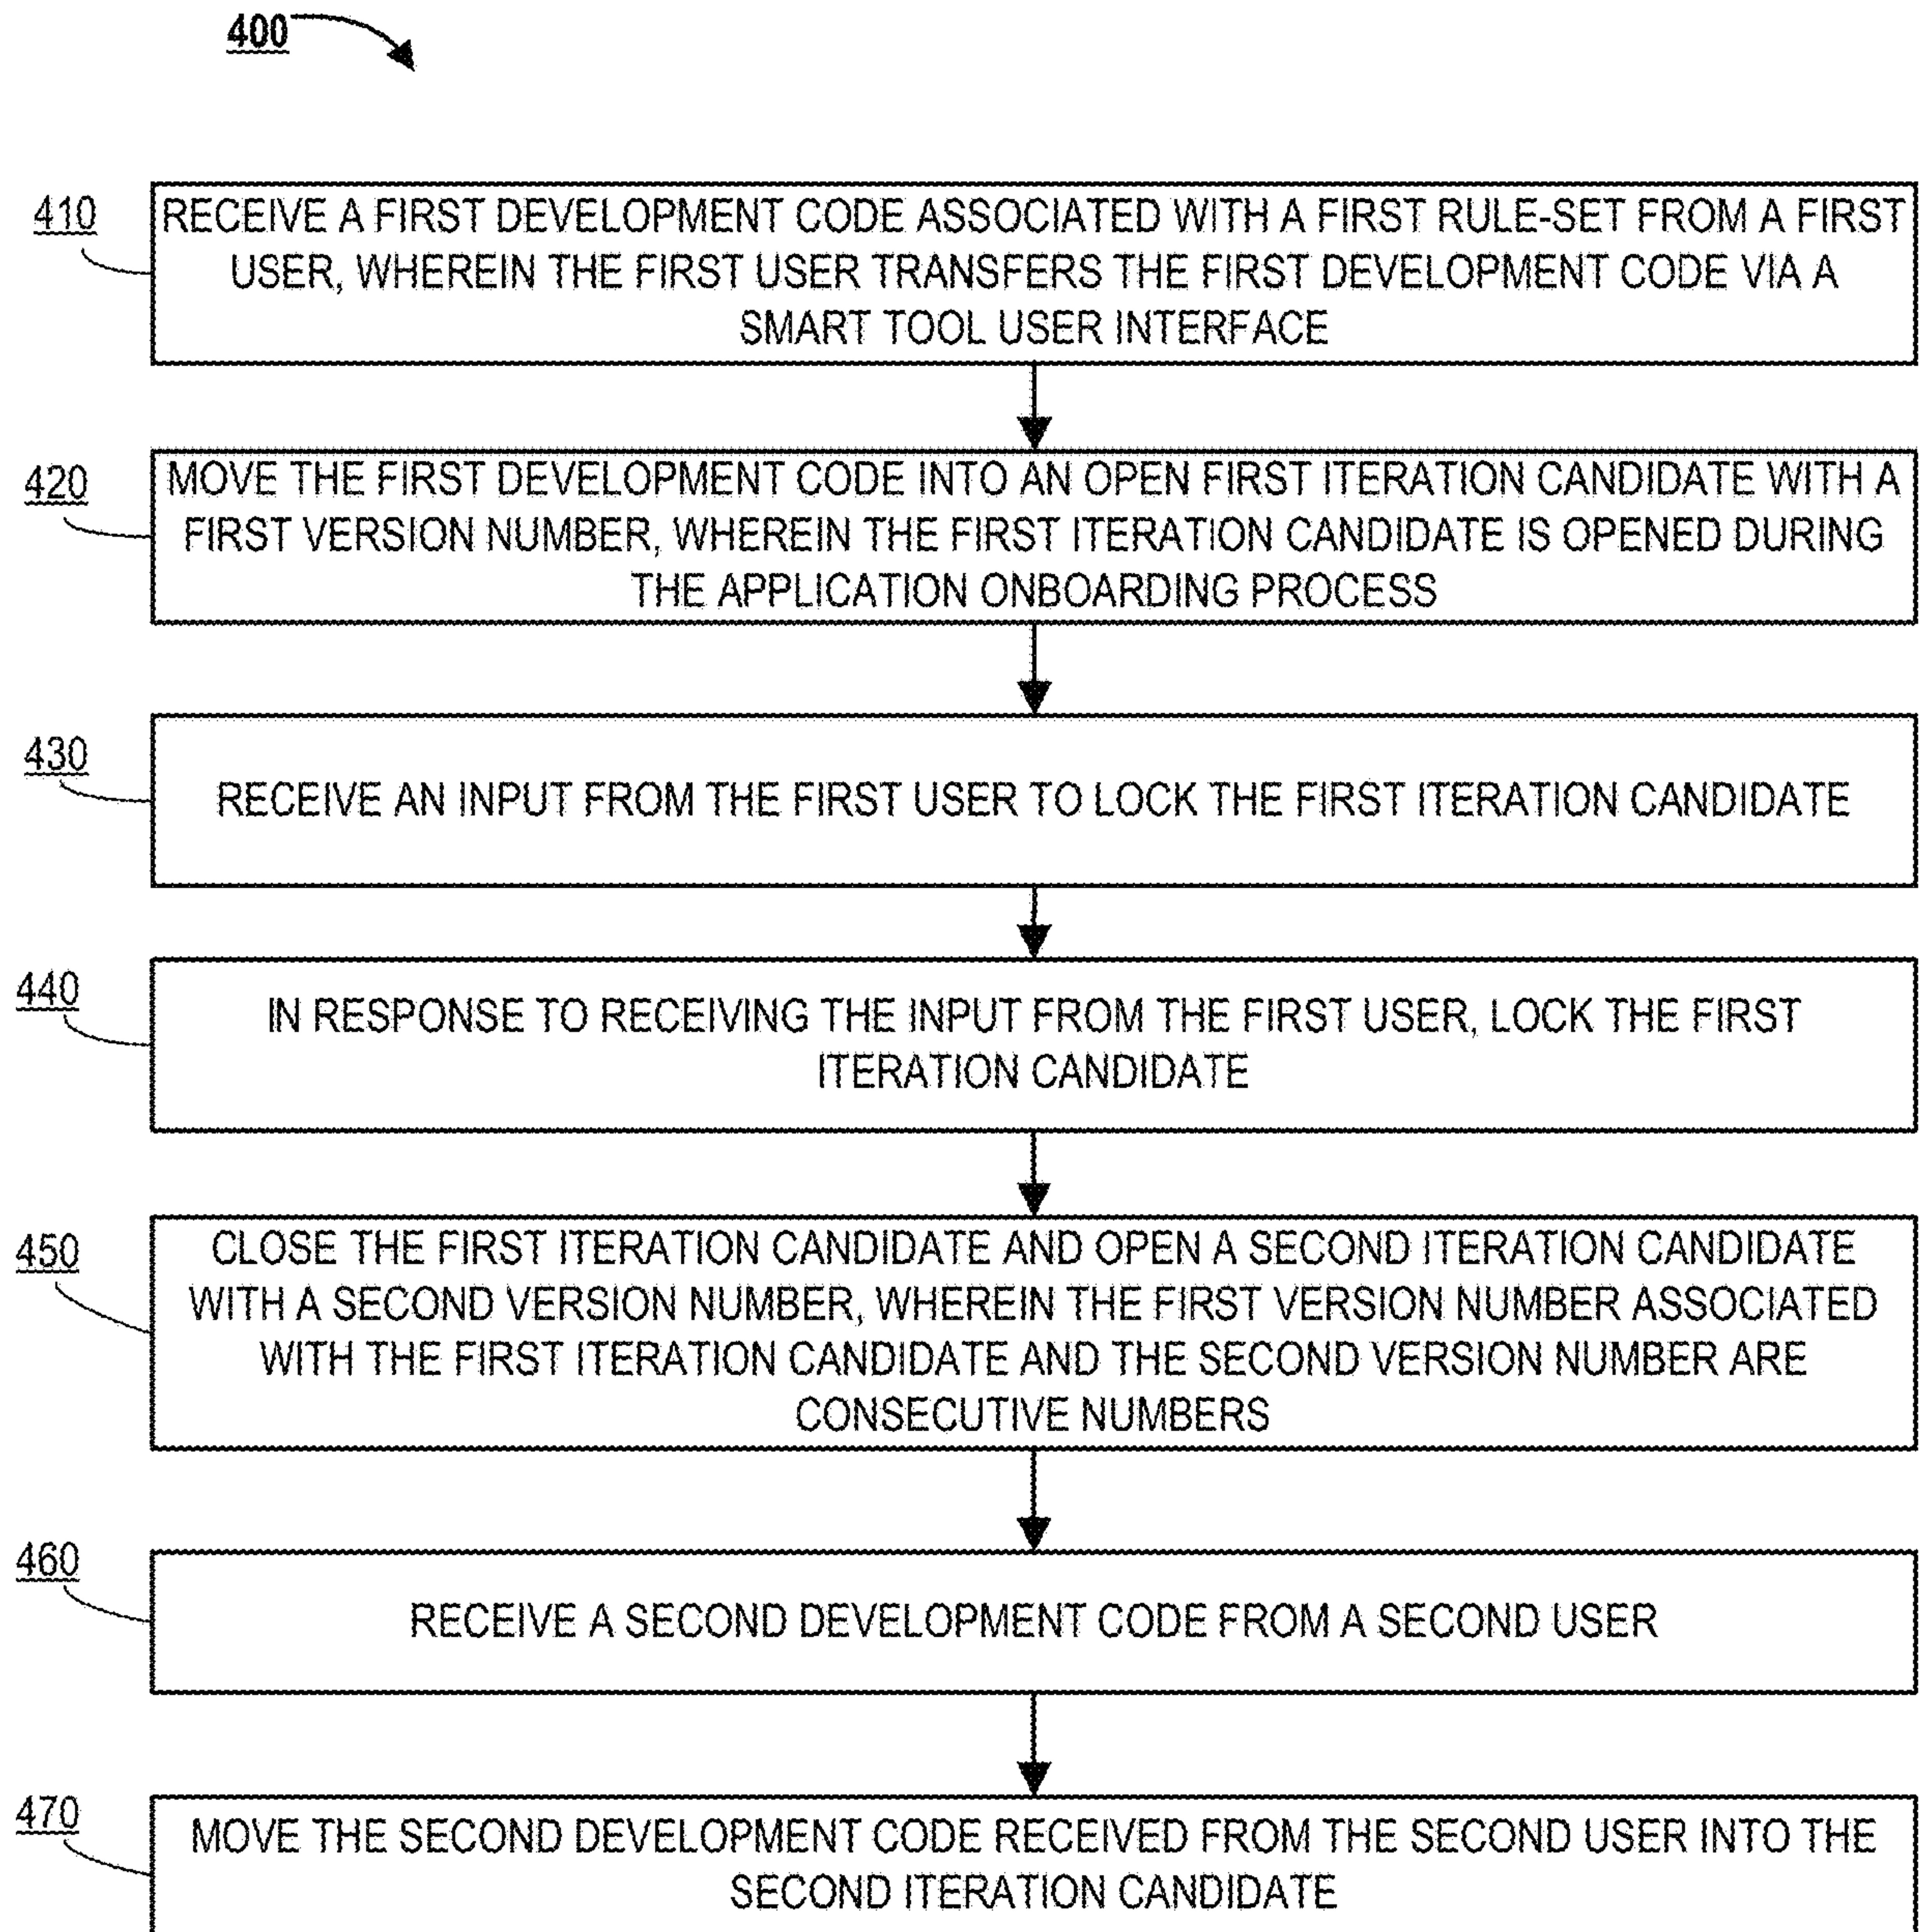 400
410
RECEIVE A FIRST DEVELOPMENT CODE ASSOCIATED WITH A FIRST RULE-SET FROM A FIRST
USER, WHEREIN THE FIRST USER TRANSFERS THE FIRST DEVELOPMENT CODE VIA A
SMART TOOL USER INTERFACE
420
MOVE THE FIRST DEVELOPMENT CODE INTO AN OPEN FIRST ITERATION CANDIDATE WITH A
FIRST VERSION NUMBER, WHEREIN THE FIRST ITERATION CANDIDATE IS OPENED DURING
THE APPLICATION ONBOARDING PROCESS
430
RECEIVE AN INPUT FROM THE FIRST USER TO LOCK THE FIRST ITERATION CANDIDATE
440
IN RESPONSE TO RECEIVING THE INPUT FROM THE FIRST USER, LOCK THE FIRST
ITERATION CANDIDATE
450
CLOSE THE FIRST ITERATION CANDIDATE AND OPEN A SECOND ITERATION CANDIDATE
WITH A SECOND VERSION NUMBER, WHEREIN THE FIRST VERSION NUMBER ASSOCIATED
WITH THE FIRST ITERATION CANDIDATE AND THE SECOND VERSION NUMBER ARE
CONSECUTIVE NUMBERS
460
RECEIVE A SECOND DEVELOPMENT CODE FROM A SECOND USER
470
MOVE THE SECOND DEVELOPMENT CODE RECEIVED FROM THE SECOND USER INTO THE
SECOND ITERATION CANDIDATE